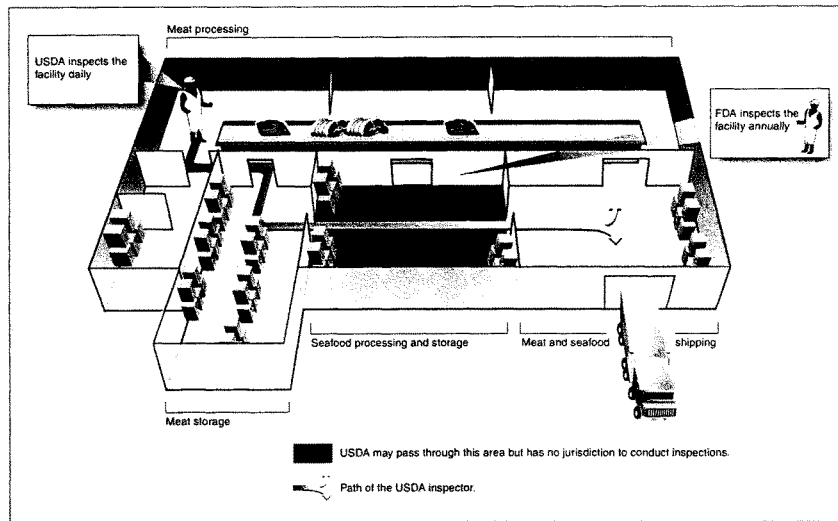 Meat processing
USDA inspects the
facility daily
FDA inspects the
facility annually
Seafood processing and storage
Meat and seafood shipping
Meat storage
USDA may pass through this area but has no jurisdiction to conduct inspections.
Path of the USDA inspector.